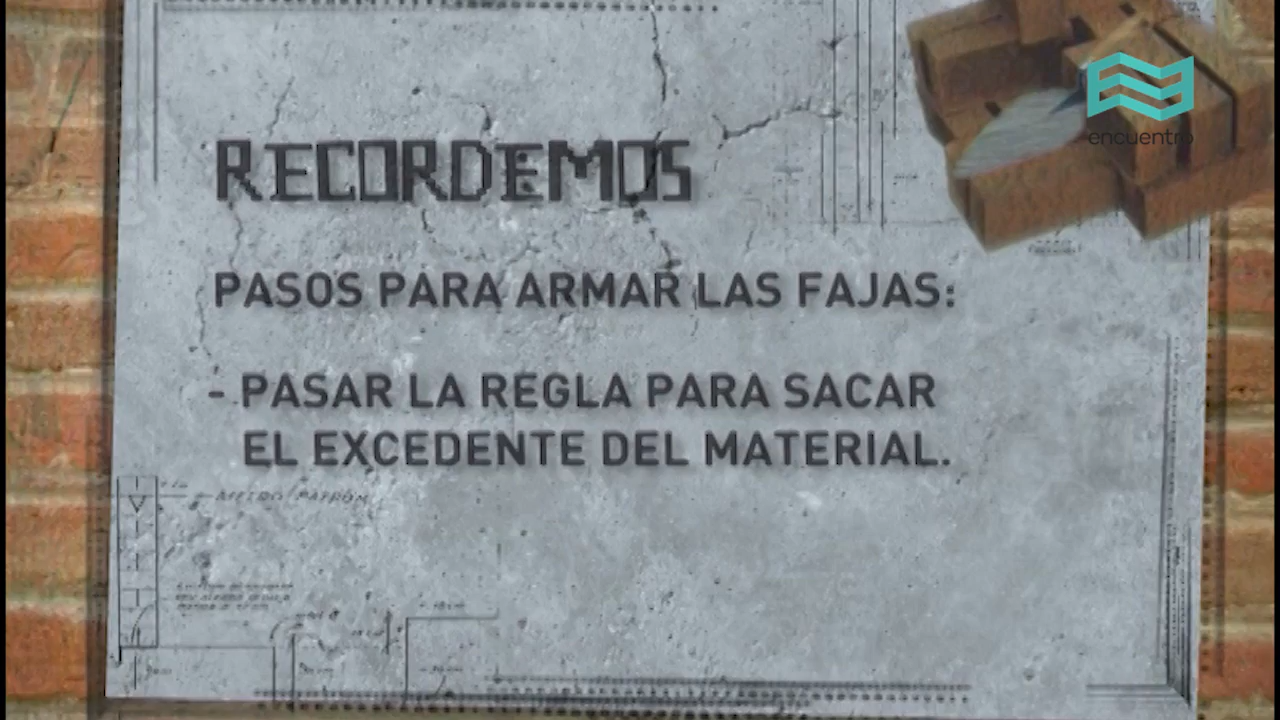 encuentro
RECORDEMOS
PASOS PARA ARMAR LAS FAJAS:
- PASAR LA REGLA PARA SACAR
EL EXCEDENTE DEL MATERIAL.